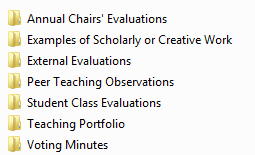 Annual Chairs' Evaluations
Examples of Scholarly or Creative Work
External Evaluations
Peer Teaching Observations
Student Class Evaluations
Teaching Portfolio
Voting Minutes